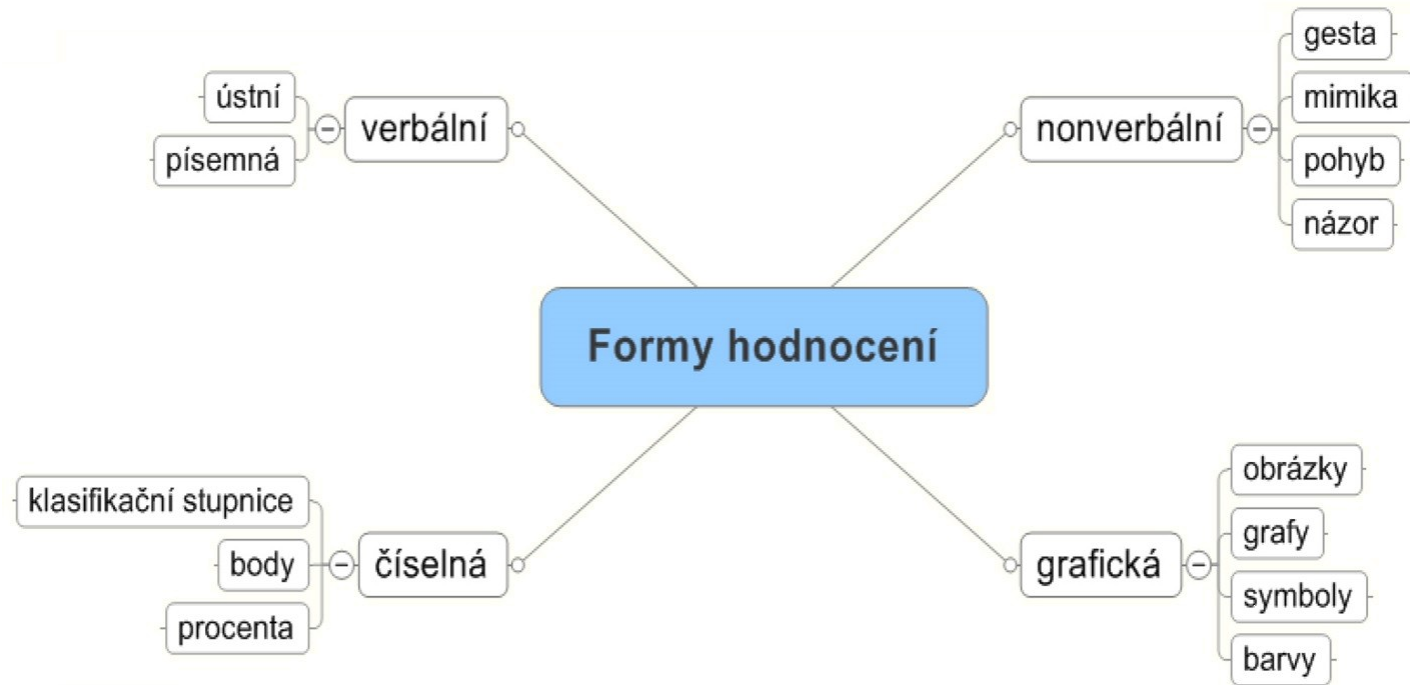 ústní
písemná
verbální
nonverbální
gesta
mimika
pohyb
názor
Formy hodnocení
klasifikační stupnice
body
procenta
číselná
grafická
obrázky
grafy
symboly
barvy